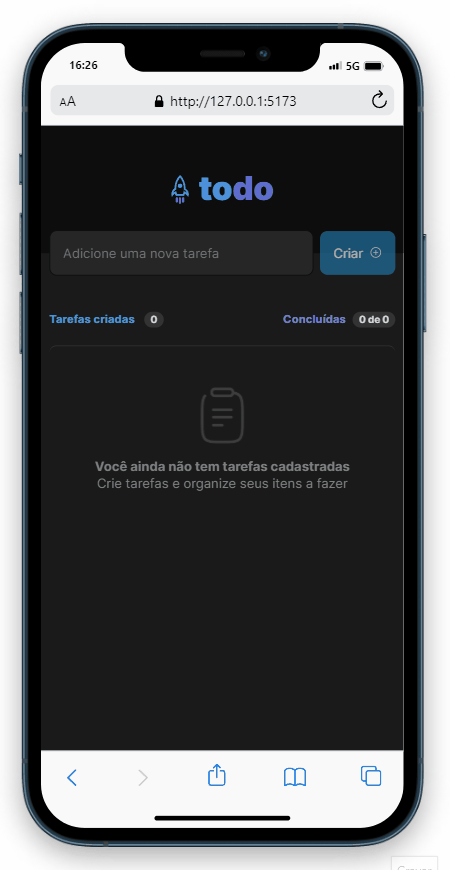 16:26
5G
AA
http://127.0.0.1:5173
todo
Adicione uma nova tarefa
Criar
Tarefas criadas 0
Concluídas 0 de 0
Você ainda não tem tarefas cadastradas
Crie tarefas e organize seus itens a fazer